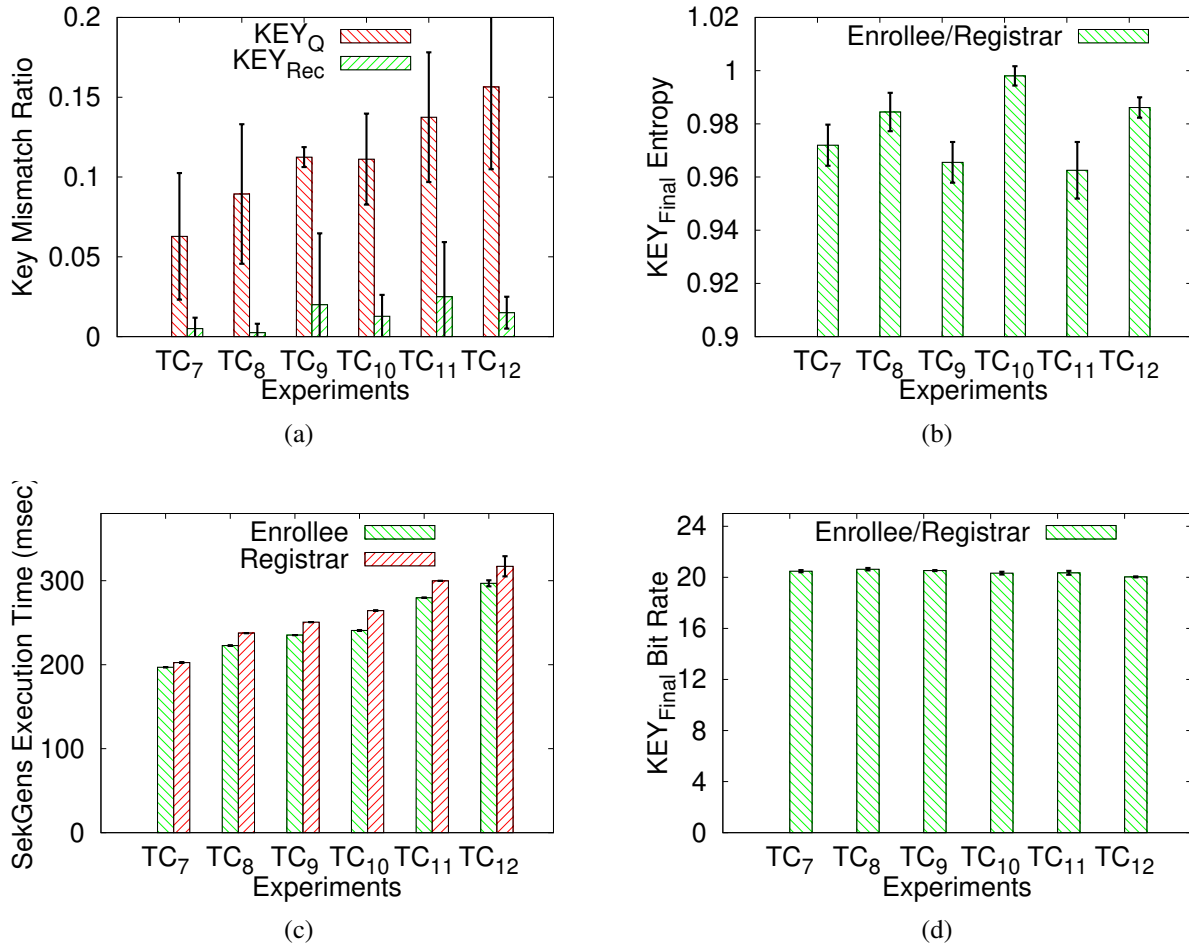 0.2
0.15
0.1
0.05
0
Key Mismatch Ratio
KEY_Q
KEY_Rec
TC_7 TC_8 TC_9 TC_10 TC_11 TC_12
Experiments
(a)
1.02
1
0.98
0.96
0.94
0.92
0.9
KEY_Final Entropy
Enrollee/Registrar
TC_7 TC_8 TC_9 TC_10 TC_11 TC_12
Experiments
(b)
300
200
100
0
SekGens Execution Time (msec)
Enrollee
Registrar
TC_7 TC_8 TC_9 TC_10 TC_11 TC_12
Experiments
(c)
24
20
16
12
8
4
0
KEY_Final Bit Rate
Enrollee/Registrar
TC_7 TC_8 TC_9 TC_10 TC_11 TC_12
Experiments
(d)